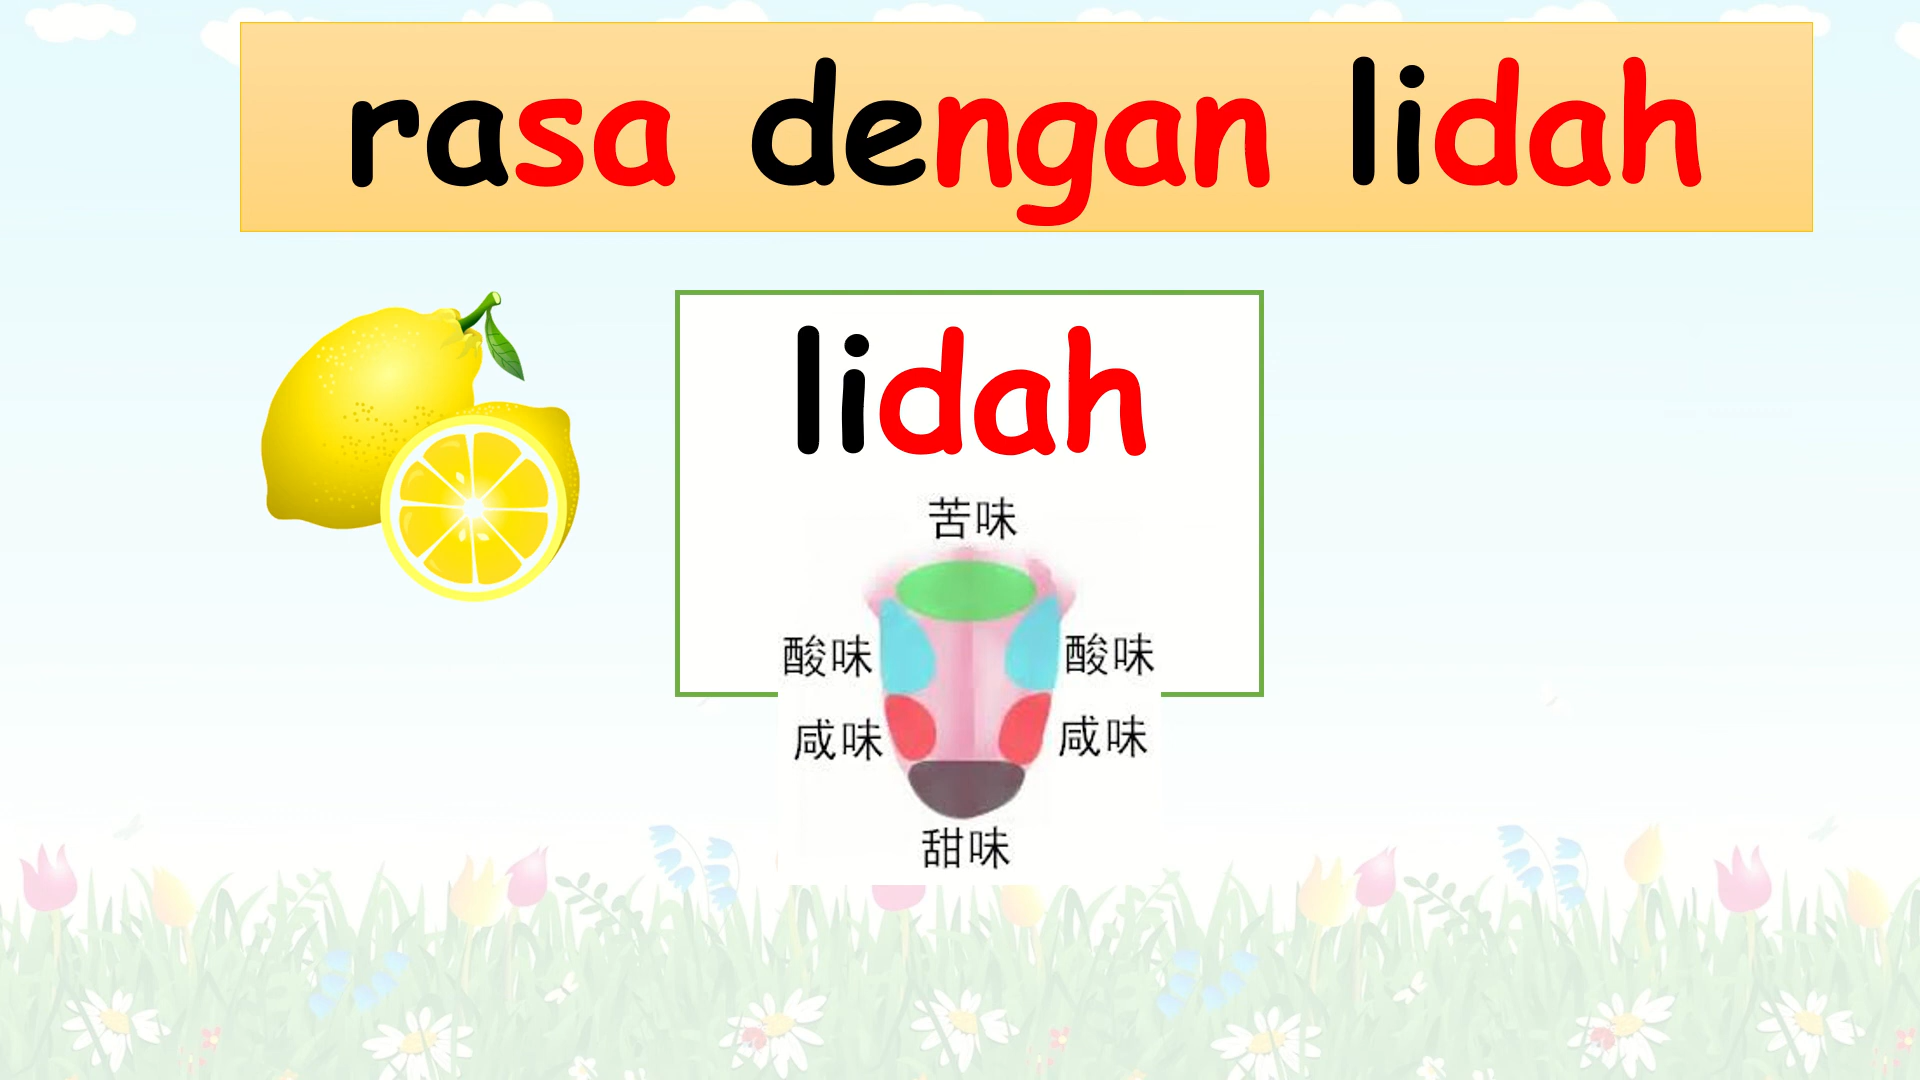 rasa dengan lidah
lidah
苦味
酸味 酸味
咸味 咸味
甜味